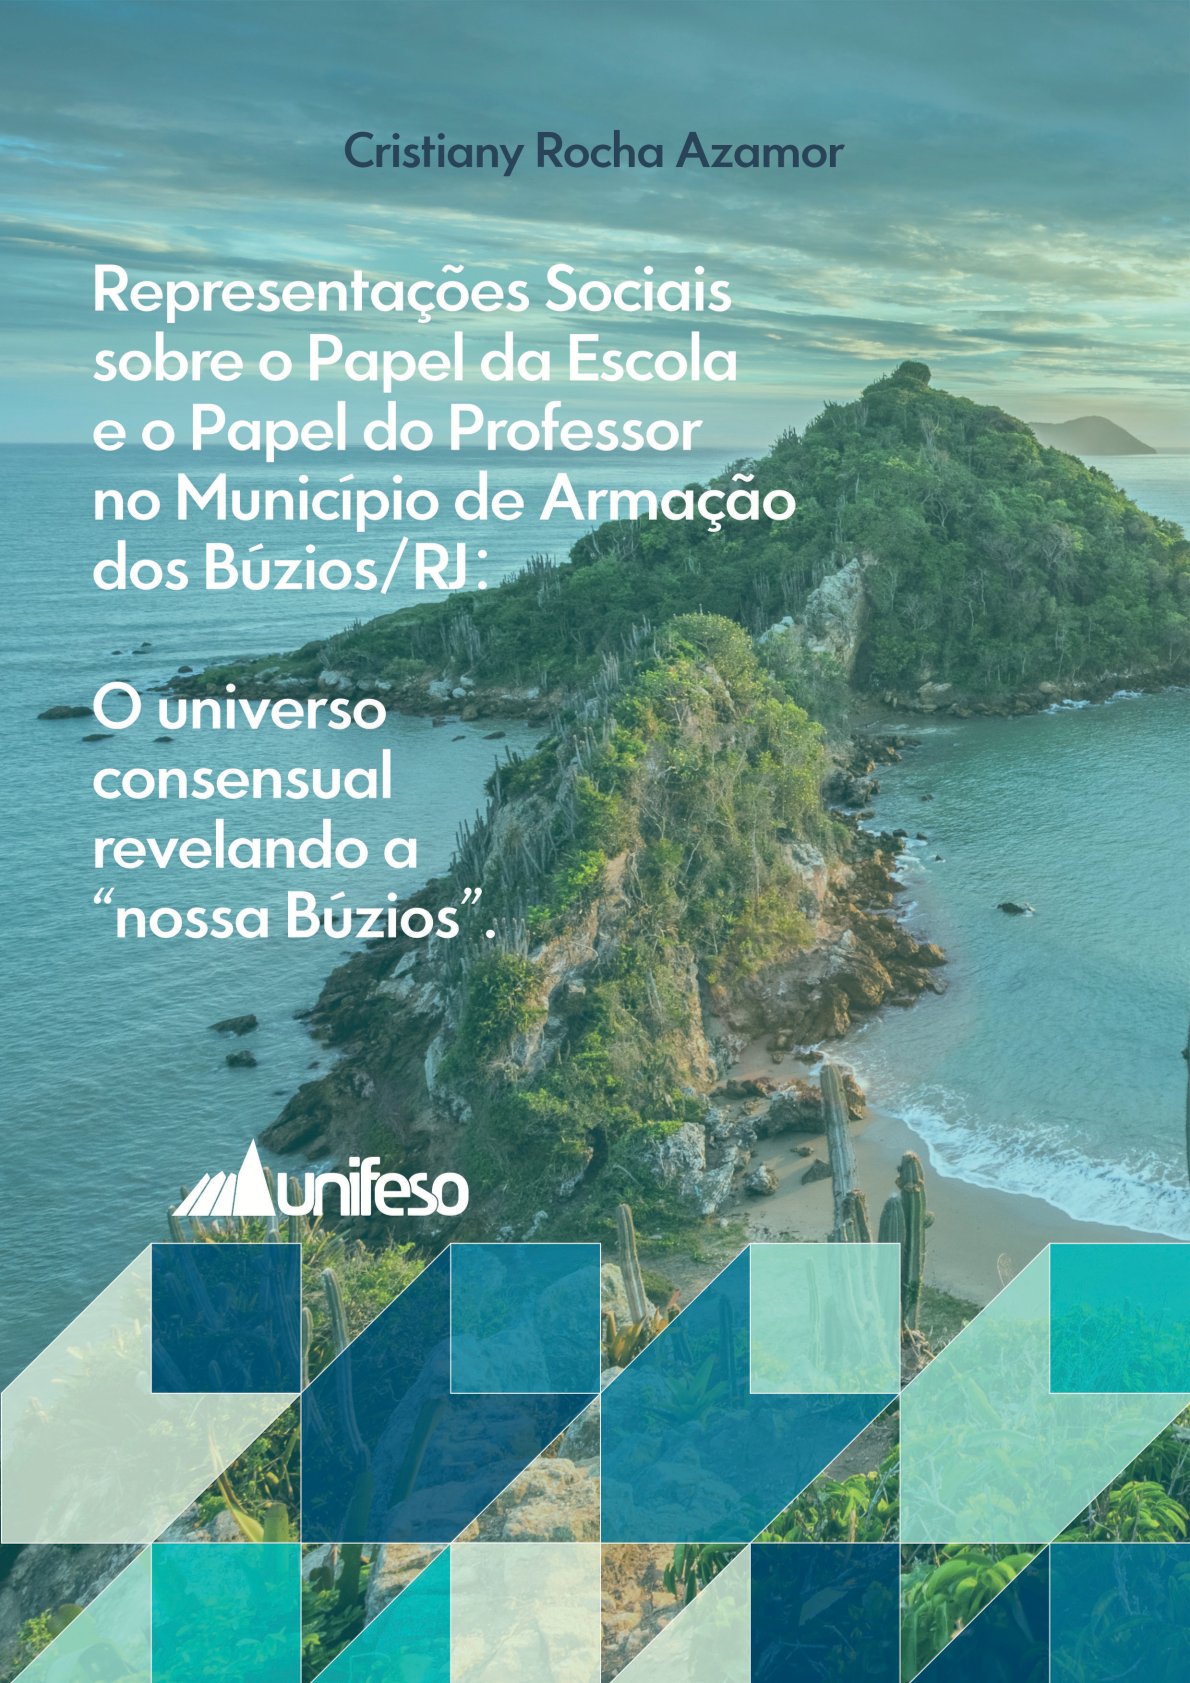 Cristiany Rocha Azamor
Representações Sociais
sobre o Papel da Escola
e o Papel do Professor
no Município de Armação
dos Búzios/RJ:
O universo
consensual
revelando a
“nossa Búzios”.
unifeso